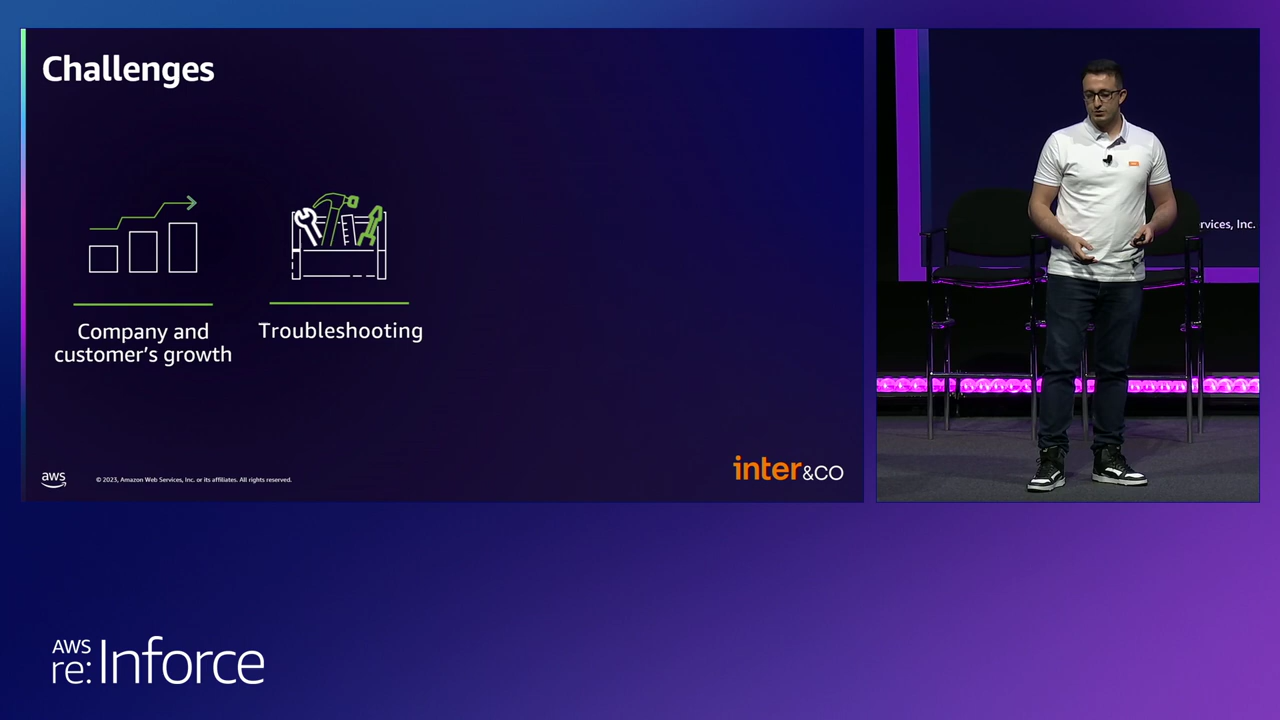 Challenges
Company and
customer's growth
Troubleshooting
aws
© 2023, Amazon Web Services, Inc. or its affiliates. All rights reserved.
inter&co
rvices, Inc.
AWS
re:Inforce